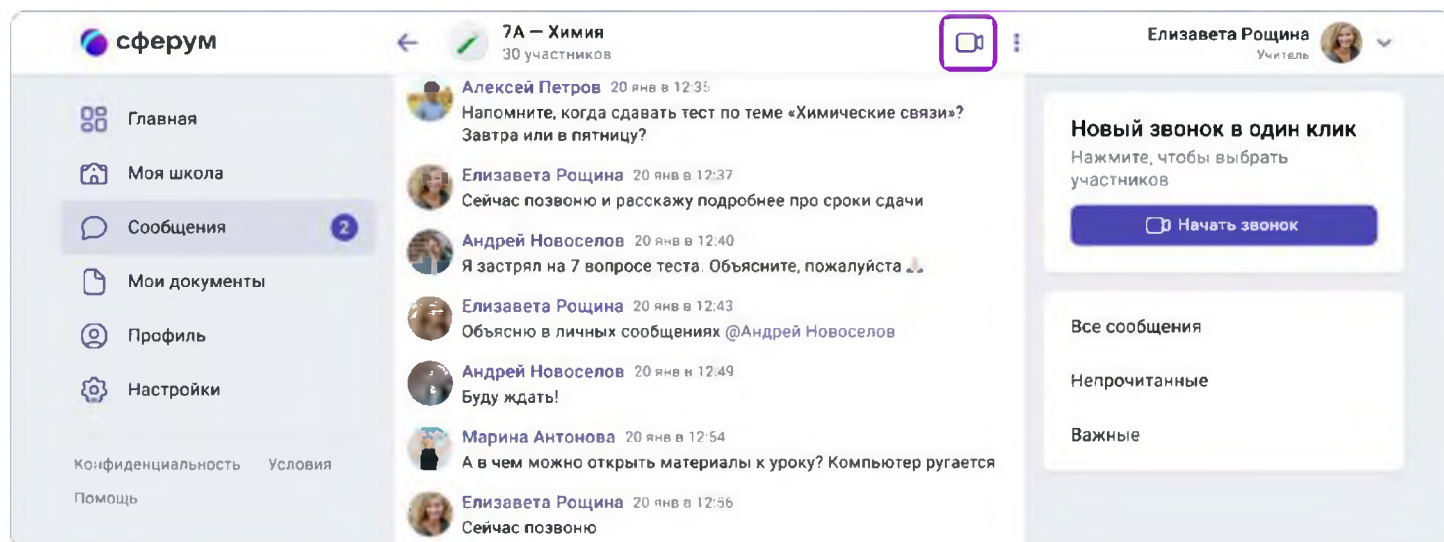 сферум
7А — Химия
30 участников
Елизавета Рощина
Учитель
Главная
Моя школа
Сообщения 2
Мои документы
Профиль
Настройки
Конфиденциальность Условия
Помощь
Алексей Петров 20 янв в 12:35
Напомните, когда сдавать тест по теме «Химические связи»?
Завтра или в пятницу?
Елизавета Рощина 20 янв в 12:37
Сейчас позвоню и расскажу подробнее про сроки сдачи
Андрей Новоселов 20 янв в 12:40
Я застрял на 7 вопросе теста. Объясните, пожалуйста 🙏🏻
Елизавета Рощина 20 янв в 12:43
Объясню в личных сообщениях @Андрей Новоселов
Андрей Новоселов 20 янв в 12:49
Буду ждать!
Марина Антонова 20 янв в 12:54
А в чем можно открыть материалы к уроку? Компьютер ругается
Елизавета Рощина 20 янв в 12:56
Сейчас позвоню
Новый звонок в один клик
Нажмите, чтобы выбрать
участников
Начать звонок
Все сообщения
Непрочитанные
Важные